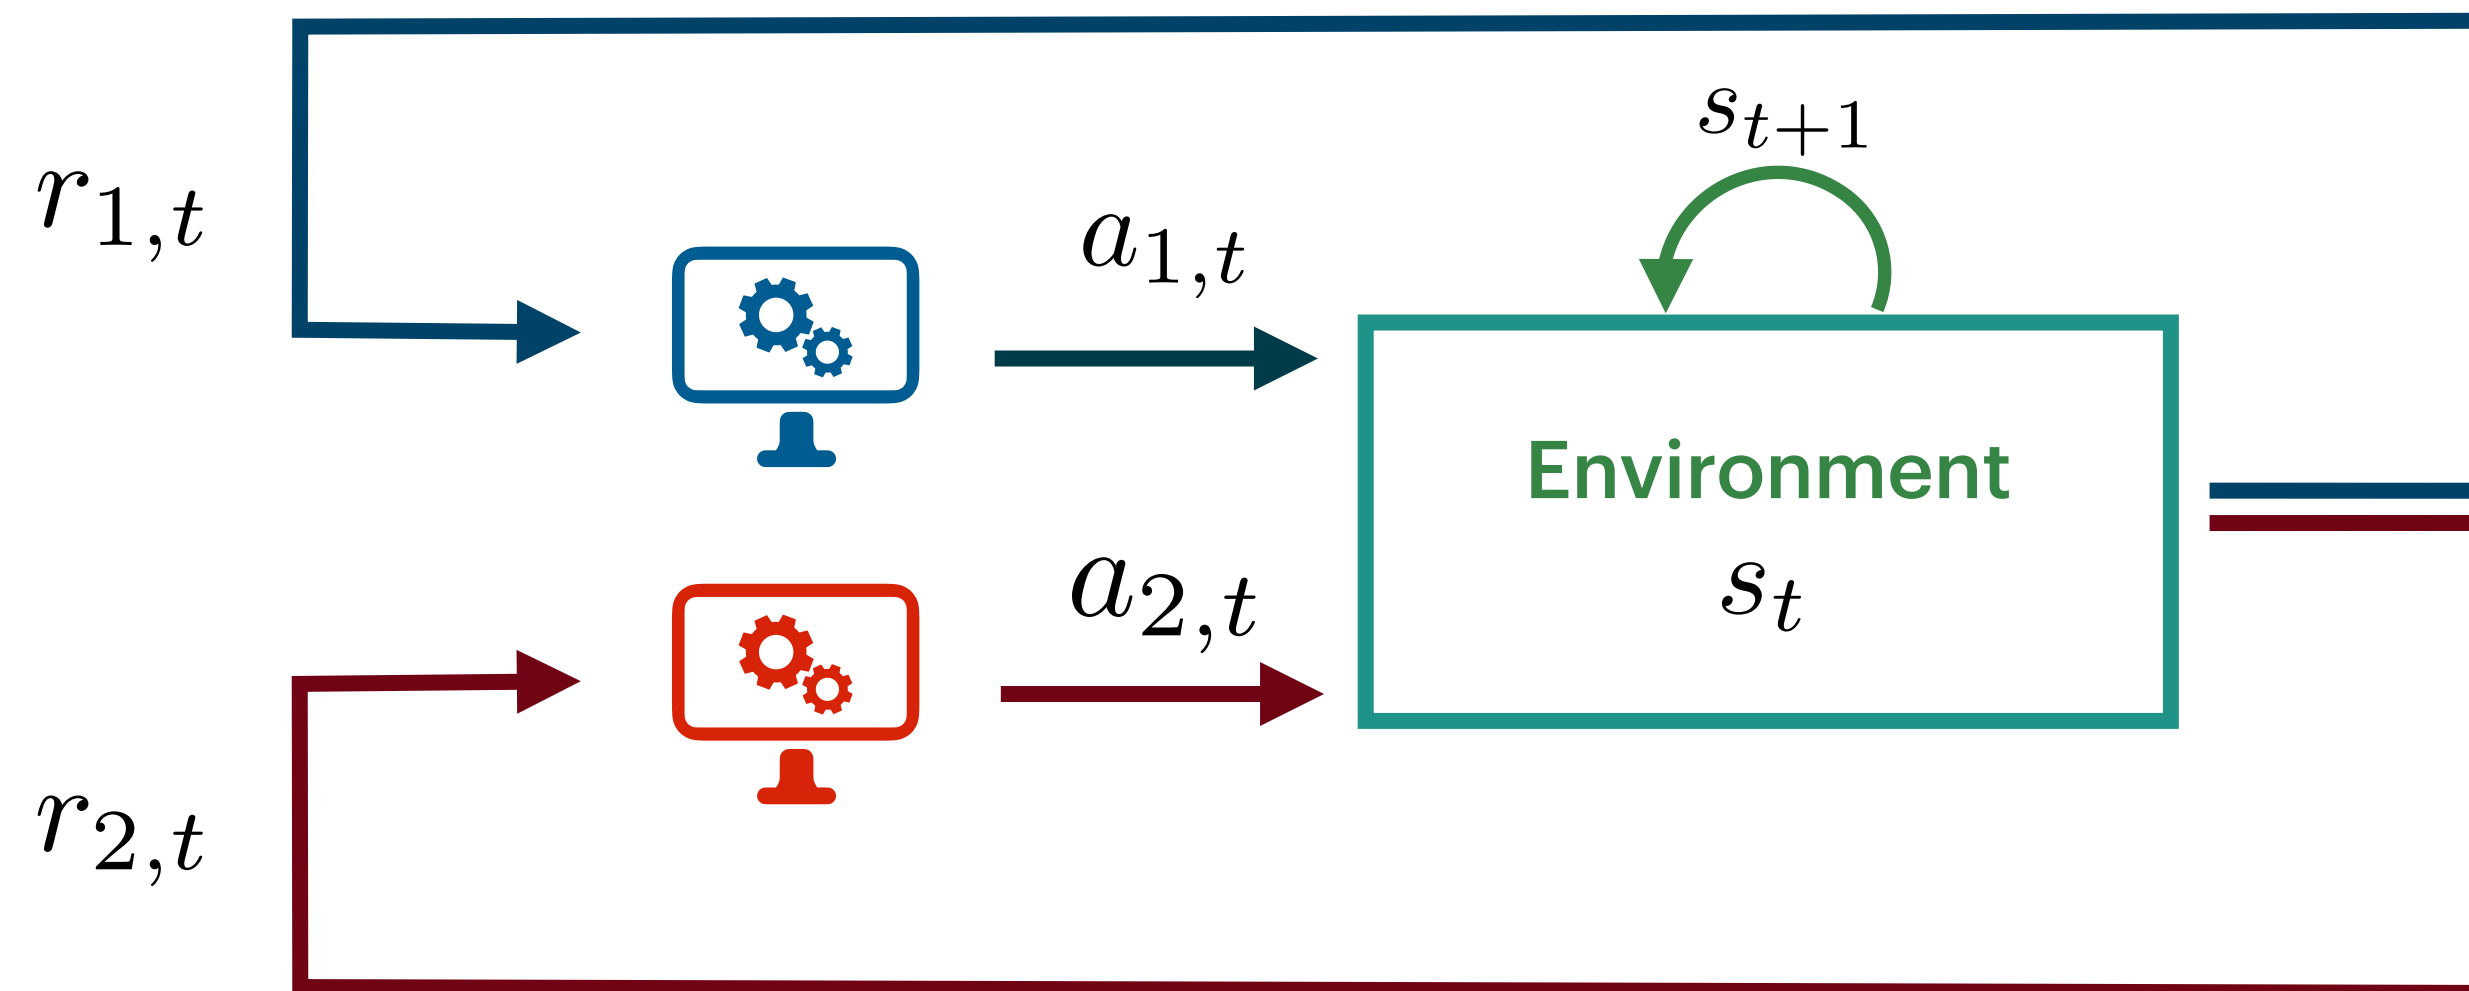 s_{t+1}
r_{1,t}
a_{1,t}
Environment
a_{2,t}
s_t
r_{2,t}